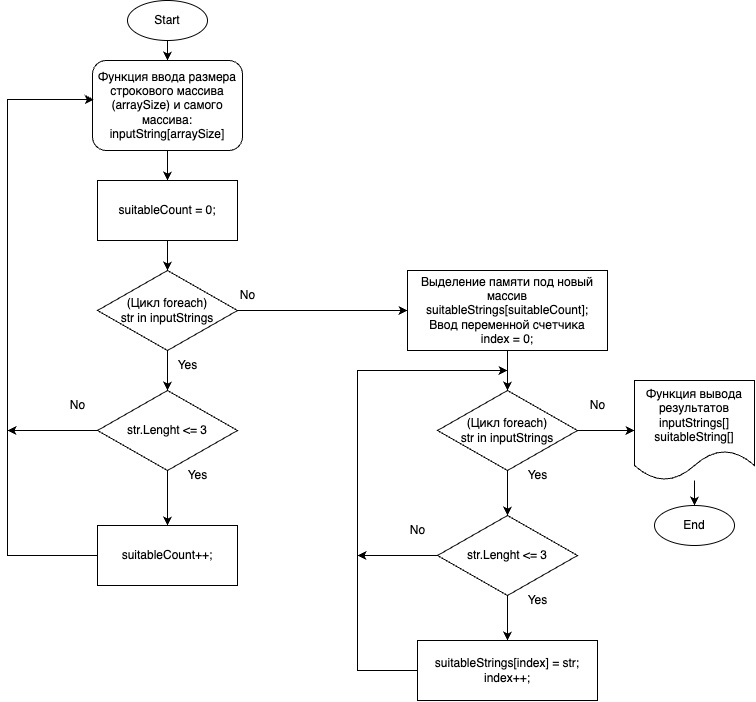 Start
Функция ввода размера
строкового массива
(arraySize) и самого
массива:
inputString[arraySize]
suitableCount = 0;
(Цикл foreach)
str in inputStrings
No
Yes
str.Lenght <= 3
No
Yes
suitableCount++;
Выделение памяти под новый
массив
suitableStrings[suitableCount];
Ввод переменной счетчика
index = 0;
(Цикл foreach)
str in inputStrings
No
Yes
str.Lenght <= 3
No
Yes
suitableStrings[index] = str;
index++;
Функция вывода
результатов
inputStrings[]
suitableString[]
End